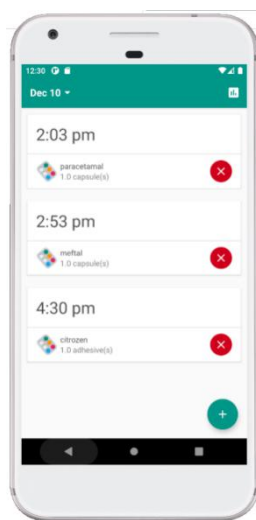 12:30
Dec 10
2:03 pm
paracetamal
1.0 capsule(s)
2:53 pm
meftal
1.0 capsule(s)
4:30 pm
citrozen
1.0 adhesive(s)